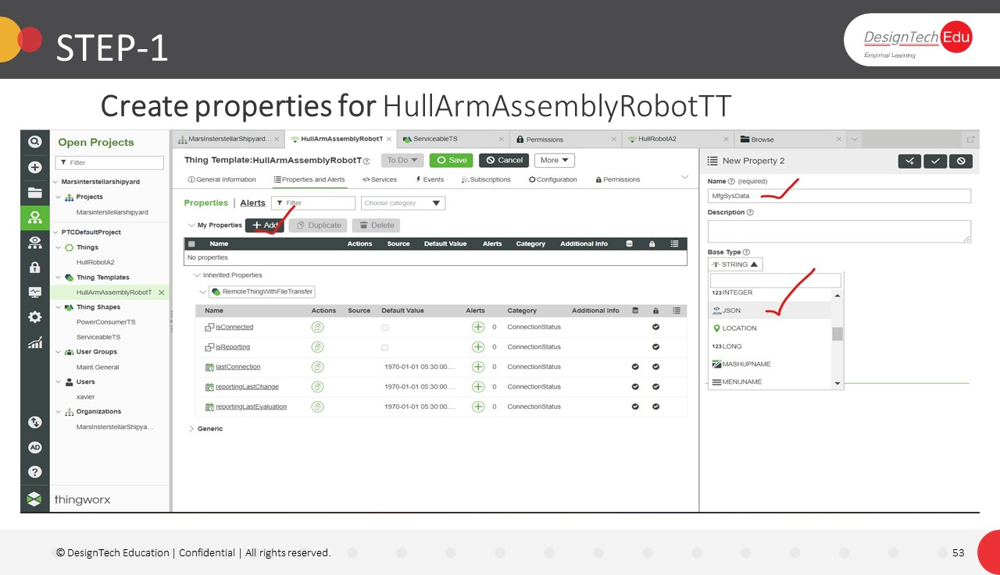 STEP-1
DesignTech Edu
Empirical Learning
Create properties for HullArmAssemblyRobotTT
Open Projects
Filter
Marsinterstellarshipyard
Projects
Marsinterstellarshipyard
PTCDefaultProject
Things
HullRobotA2
Thing Templates
HullArmAssemblyRobotT
Thing Shapes
PowerConsumerTS
ServiceableTS
User Groups
Maint.General
Users
xavier
Organizations
MarsInsterstellarShipya...
AD
?
thingworx
MarsInsterstellarShipyard... HullArmAssemblyRobotT ServiceableTS Permissions HullRobotA2 Browse
Thing Template:HullArmAssemblyRobotT To Do Save Cancel More
General Information Properties and Alerts Services Events Subscriptions Configuration Permissions
Properties | Alerts Filter Choose category
My Properties + Add Duplicate Delete
Name Actions Source Default Value Alerts Category Additional Info
No properties
Inherited Properties
RemoteThingWithFileTransfer
Name Actions Source Default Value Alerts Category Additional Info
isConnected 0 ConnectionStatus
isReporting 0 ConnectionStatus
lastConnection 1970-01-01 05:30:00.... 0 ConnectionStatus
reportingLastChange 1970-01-01 05:30:00.... 0 ConnectionStatus
reportingLastEvaluation 1970-01-01 05:30:00.... 0 ConnectionStatus
Generic
New Property 2
Name (required)
MfgSysData
Description
Base Type
STRING
123 INTEGER
JSON
LOCATION
123 LONG
MASHUPNAME
MENUNAME
© DesignTech Education | Confidential | All rights reserved.
53